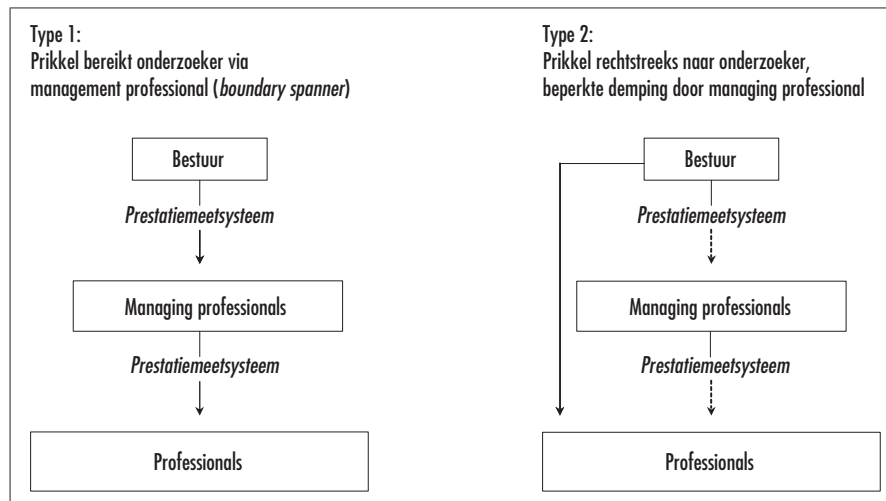 Type 1:
Prikkel bereikt onderzoeker via
management professional (boundary spanner)
Bestuur
Prestatiemeetsysteem
Managing professionals
Prestatiemeetsysteem
Professionals
Type 2:
Prikkel rechtstreeks naar onderzoeker,
beperkte demping door managing professional
Bestuur
Prestatiemeetsysteem
Managing professionals
Prestatiemeetsysteem
Professionals